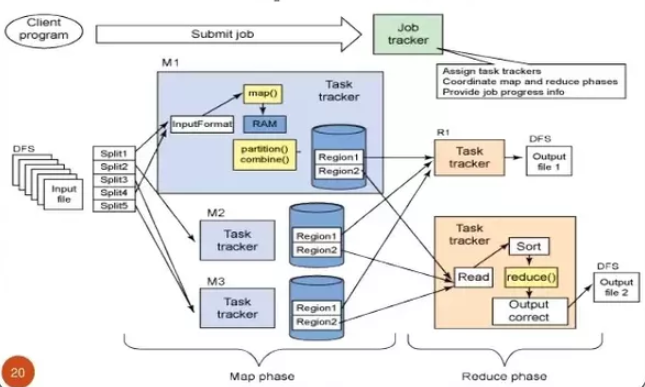 Client
program
Submit job
Job
tracker
Assign task trackers
Coordinate map and reduce phases
Provide job progress info
M1
Task
tracker
map()
InputFormat
RAM
partition()
combine()
Region1
Region2
DFS
Input
file
Split1
Split2
Split3
Split4
Split5
M2
Task
tracker
Region1
Region2
M3
Task
tracker
Region1
Region2
R1
Task
tracker
DFS
Output
file 1
Task
tracker
Sort
Read
reduce()
Output
correct
DFS
Output
file 2
Map phase
Reduce phase
20